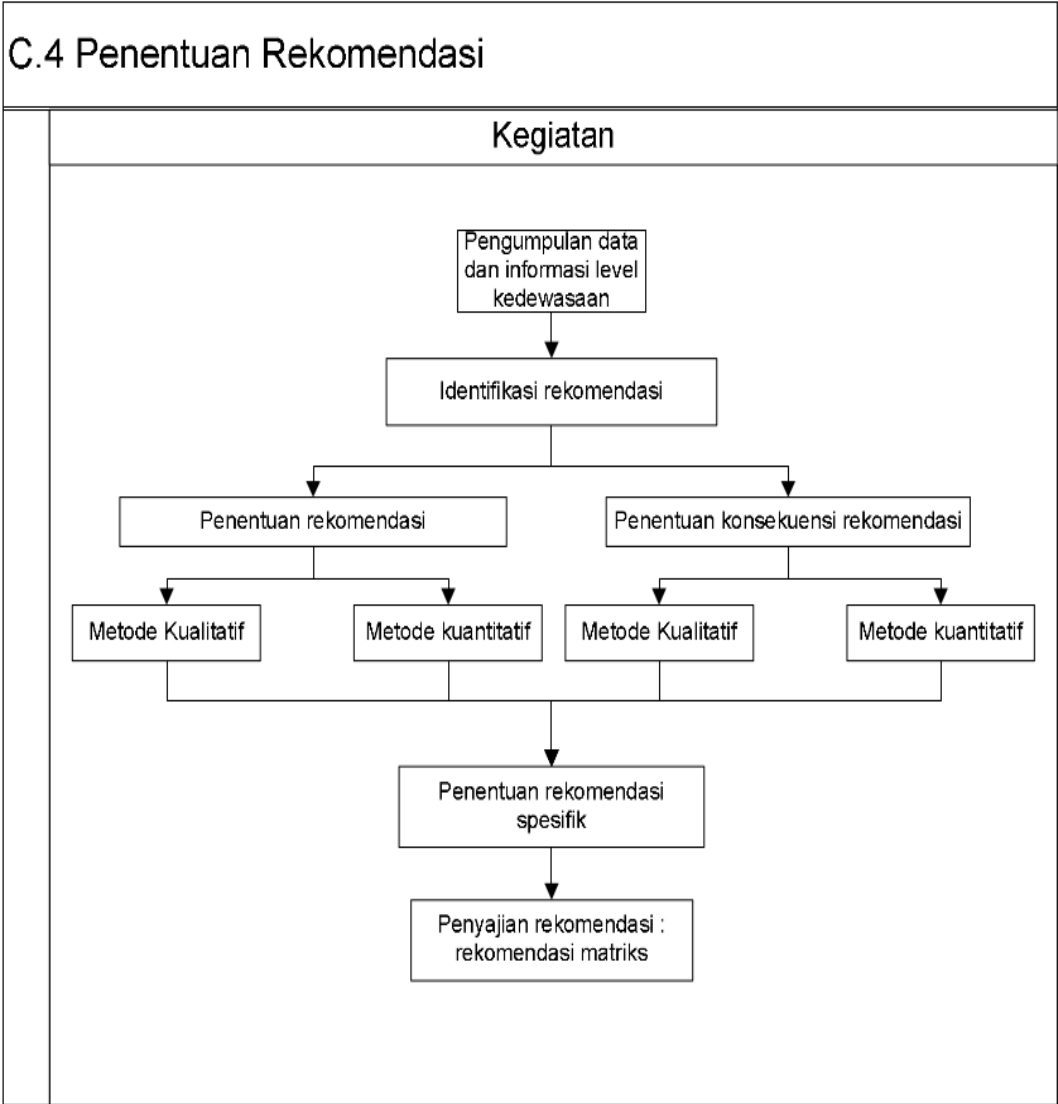 C.4 Penentuan Rekomendasi
Kegiatan
Pengumpulan data
dan informasi level
kedewasaan
Identifikasi rekomendasi
Penentuan rekomendasi
Penentuan konsekuensi rekomendasi
Metode Kualitatif
Metode kuantitatif
Metode Kualitatif
Metode kuantitatif
Penentuan rekomendasi
spesifik
Penyajian rekomendasi :
rekomendasi matriks